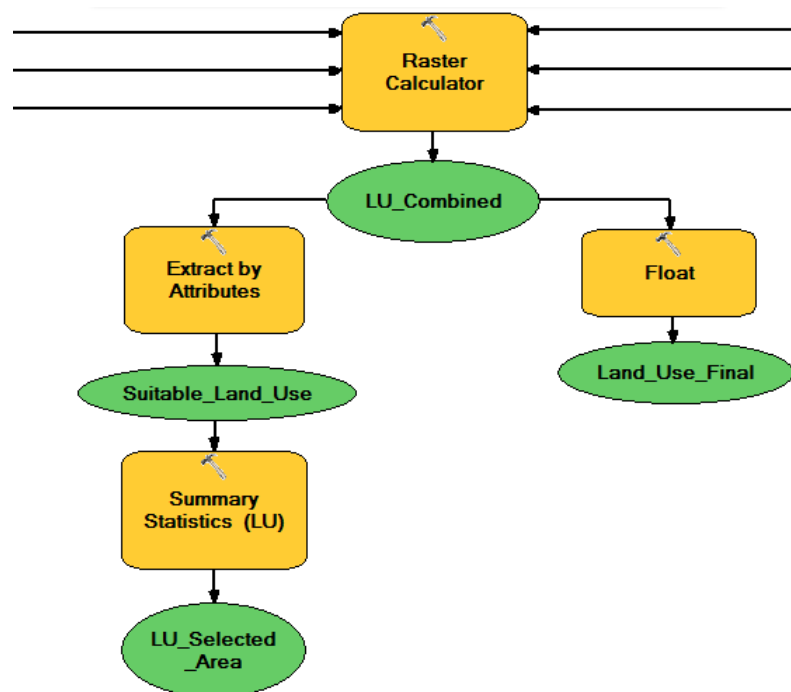 Raster
Calculator
LU_Combined
Extract by
Attributes
Float
Suitable_Land_Use
Land_Use_Final
Summary
Statistics (LU)
LU_Selected
_Area